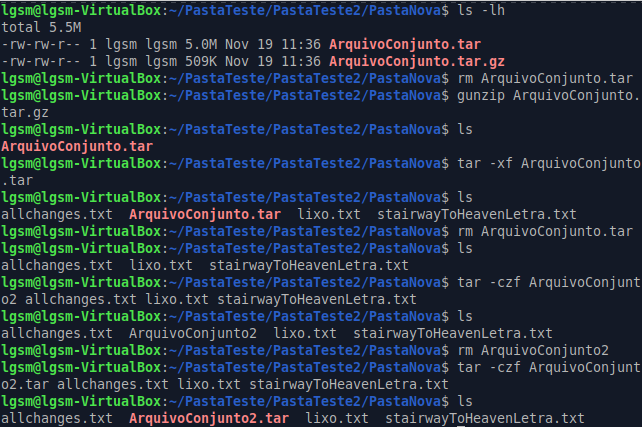 lgsm@lgsm-VirtualBox:~/PastaTeste/PastaTeste2/PastaNova$ ls -lh
total 5.5M
-rw-rw-r-- 1 lgsm lgsm 5.0M Nov 19 11:36 ArquivoConjunto.tar
-rw-rw-r-- 1 lgsm lgsm 509K Nov 19 11:36 ArquivoConjunto.tar.gz
lgsm@lgsm-VirtualBox:~/PastaTeste/PastaTeste2/PastaNova$ rm ArquivoConjunto.tar
lgsm@lgsm-VirtualBox:~/PastaTeste/PastaTeste2/PastaNova$ gunzip ArquivoConjunto.
tar.gz
lgsm@lgsm-VirtualBox:~/PastaTeste/PastaTeste2/PastaNova$ ls
ArquivoConjunto.tar
lgsm@lgsm-VirtualBox:~/PastaTeste/PastaTeste2/PastaNova$ tar -xf ArquivoConjunto
.tar
lgsm@lgsm-VirtualBox:~/PastaTeste/PastaTeste2/PastaNova$ ls
allchanges.txt  ArquivoConjunto.tar  lixo.txt  stairwayToHeavenLetra.txt
lgsm@lgsm-VirtualBox:~/PastaTeste/PastaTeste2/PastaNova$ rm ArquivoConjunto.tar
lgsm@lgsm-VirtualBox:~/PastaTeste/PastaTeste2/PastaNova$ ls
allchanges.txt  lixo.txt  stairwayToHeavenLetra.txt
lgsm@lgsm-VirtualBox:~/PastaTeste/PastaTeste2/PastaNova$ tar -czf ArquivoConjunt
o2 allchanges.txt lixo.txt stairwayToHeavenLetra.txt
lgsm@lgsm-VirtualBox:~/PastaTeste/PastaTeste2/PastaNova$ ls
allchanges.txt  ArquivoConjunto2  lixo.txt  stairwayToHeavenLetra.txt
lgsm@lgsm-VirtualBox:~/PastaTeste/PastaTeste2/PastaNova$ rm ArquivoConjunto2
lgsm@lgsm-VirtualBox:~/PastaTeste/PastaTeste2/PastaNova$ tar -czf ArquivoConjunt
o2.tar allchanges.txt lixo.txt stairwayToHeavenLetra.txt
lgsm@lgsm-VirtualBox:~/PastaTeste/PastaTeste2/PastaNova$ ls
allchanges.txt  ArquivoConjunto2.tar  lixo.txt  stairwayToHeavenLetra.txt